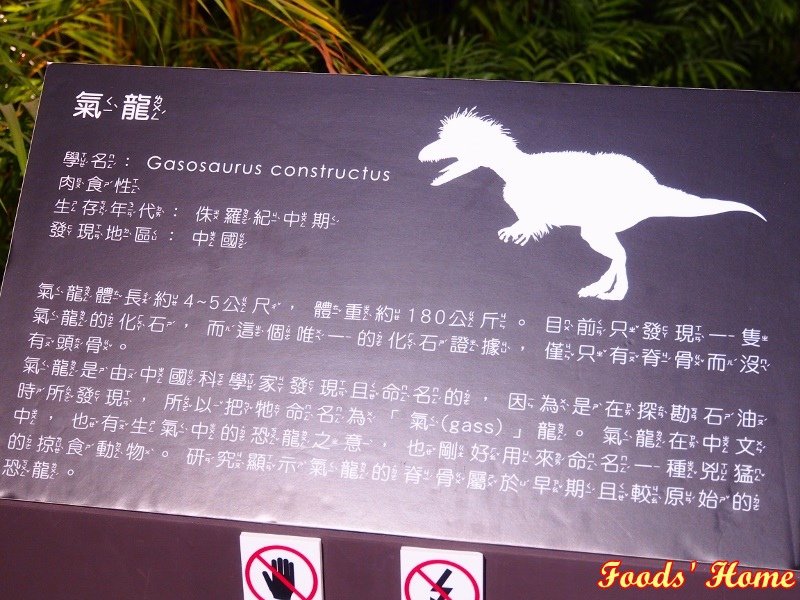 氣龍
學名：Gasosaurus constructus
肉食性
生存年代：侏羅紀中期
發現地區：中國
氣龍體長約4~5公尺，體重約180公斤。目前只發現一隻
氣龍的化石，而這個唯一的化石證據，僅只有脊骨而沒
有頭骨。
氣龍是由中國科學家發現且命名的，因為是在探勘石油
時所發現，所以把牠命名為「氣(gass)」龍。氣龍在中文
中，也有生氣中的恐龍之意，也剛好用來命名一種兇猛
的掠食動物。研究顯示氣龍的脊骨屬於早期且較原始的
恐龍。
Foods' Home